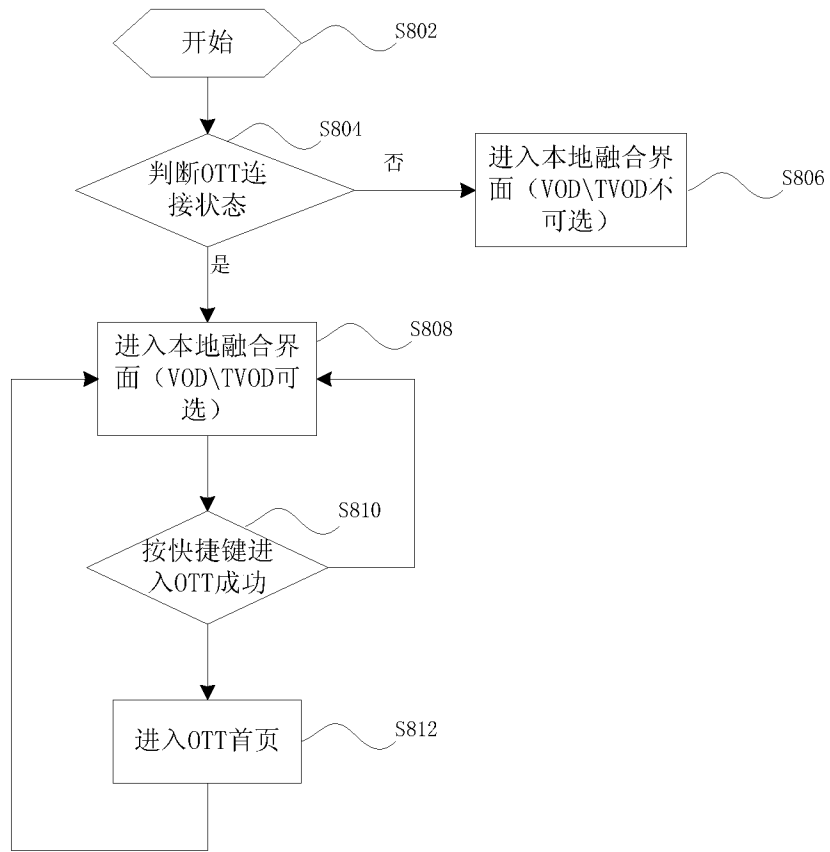 开始
S802
S804
判断OTT连
接状态
否
进入本地融合界
面（VOD\TVOD不
可选）
S806
是
S808
进入本地融合界
面（VOD\TVOD可
选）
S810
按快捷键进
入OTT成功
进入OTT首页
S812